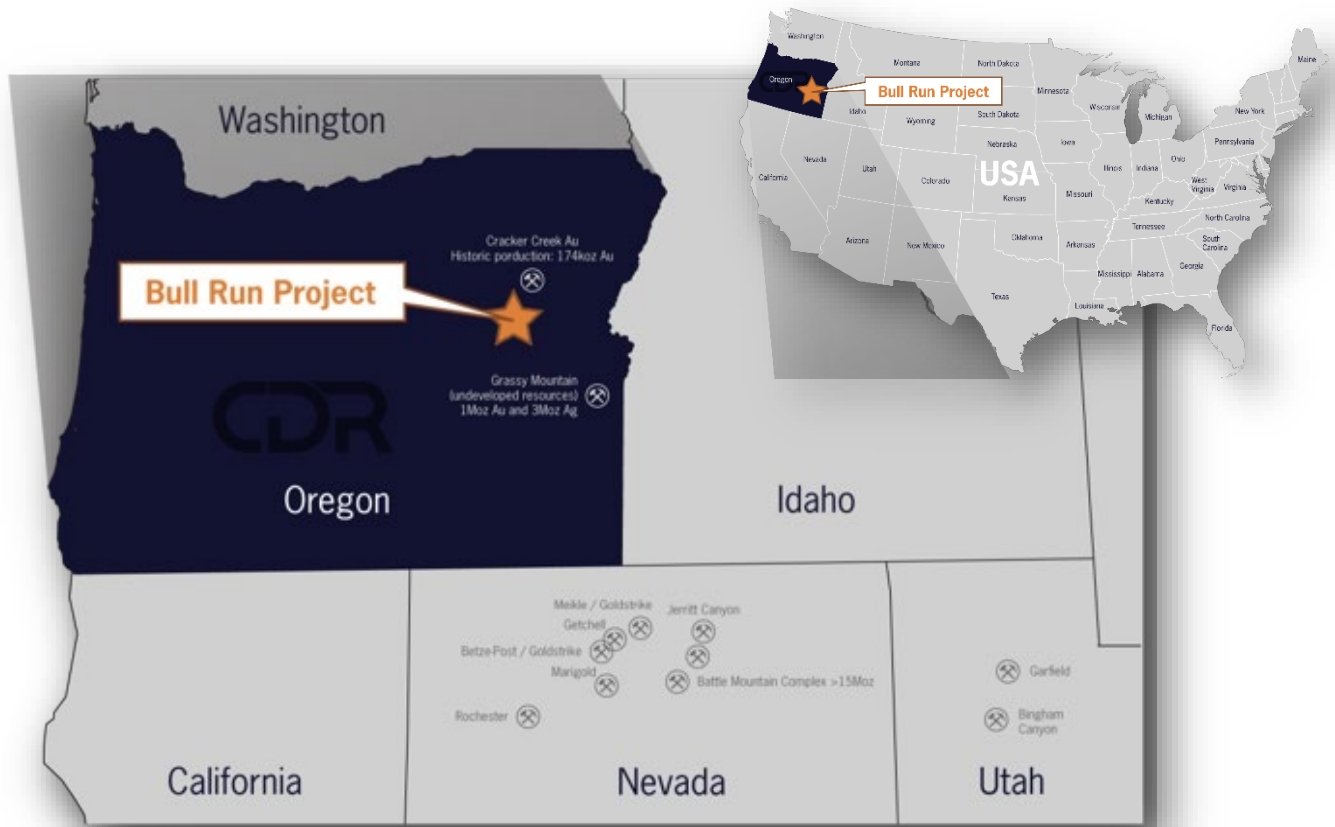 Washington
Cracker Creek Au
Historic porduction: 174koz Au
Bull Run Project
Grassy Mountain
(undeveloped resources)
1Moz Au and 3Moz Ag
CDR
Oregon
Idaho
Meikle / Goldstrike
Jerritt Canyon
Getchell
Betze-Post / Goldstrike
Marigold
Battle Mountain Complex >15Moz
Rochester
Garfield
Bingham
Canyon
California
Nevada
Utah
Washington
Montana
North Dakota
Minnesota
Maine
Oregon
CDR
Bull Run Project
Idaho
Wyoming
South Dakota
Wisconsin
Michigan
New York
Nebraska
Iowa
Pennsylvania
Nevada
Utah
Colorado
USA
Kansas
Illinois
Indiana
Ohio
West
Virginia
Virginia
California
Missouri
Kentucky
North Carolina
Tennessee
Arizona
New Mexico
Oklahoma
Arkansas
South
Carolina
Mississippi
Alabama
Georgia
Texas
Louisiana
Florida